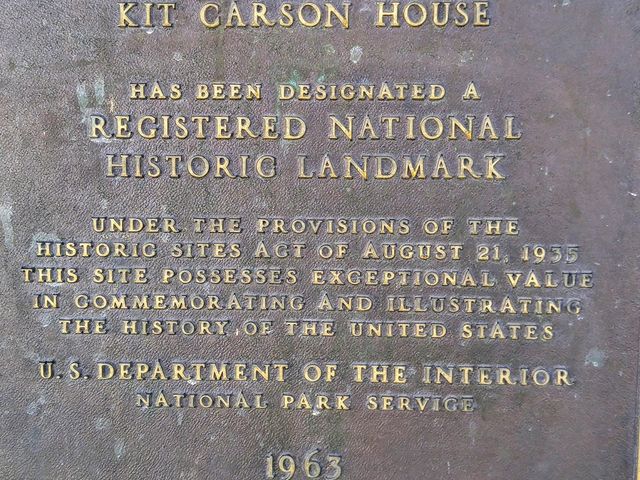 KIT CARSON HOUSE
HAS BEEN DESIGNATED A
REGISTERED NATIONAL
HISTORIC LANDMARK
UNDER THE PROVISIONS OF THE
HISTORIC SITES ACT OF AUGUST 21, 1935
THIS SITE POSSESSES EXCEPTIONAL VALUE
IN COMMEMORATING AND ILLUSTRATING
THE HISTORY OF THE UNITED STATES
U.S. DEPARTMENT OF THE INTERIOR
NATIONAL PARK SERVICE
1963